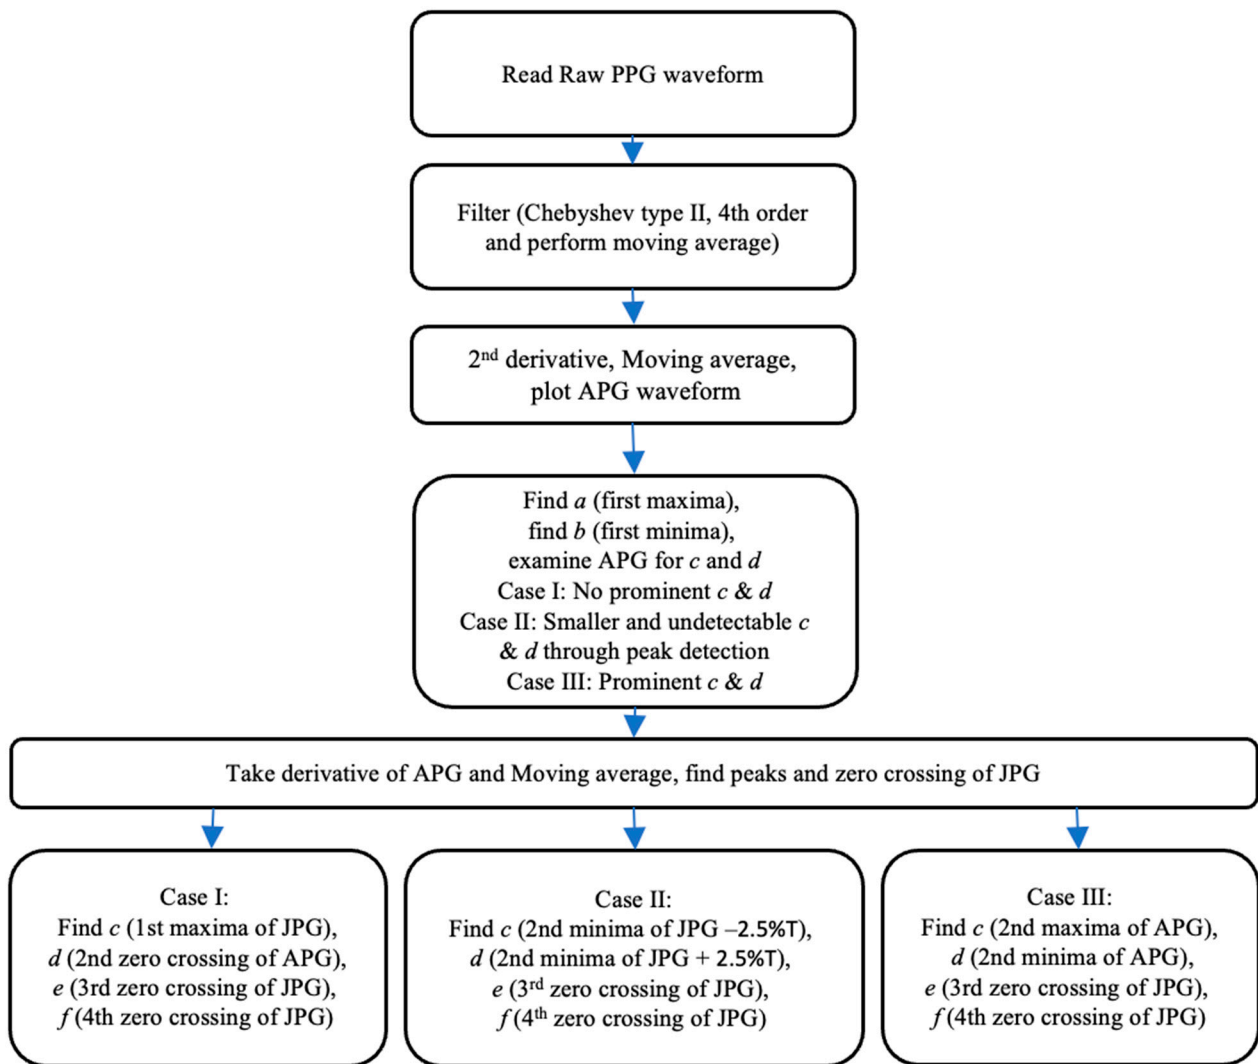 Read Raw PPG waveform
Filter (Chebyshev type II, 4th order
and perform moving average)
2nd derivative, Moving average,
plot APG waveform
Find a (first maxima),
find b (first minima),
examine APG for c and d
Case I: No prominent c & d
Case II: Smaller and undetectable c
& d through peak detection
Case III: Prominent c & d
Take derivative of APG and Moving average, find peaks and zero crossing of JPG
Case I:
Find c (1st maxima of JPG),
d (2nd zero crossing of APG),
e (3rd zero crossing of JPG),
f (4th zero crossing of JPG)
Case II:
Find c (2nd minima of JPG −2.5%T),
d (2nd minima of JPG + 2.5%T),
e (3rd zero crossing of JPG),
f (4th zero crossing of JPG)
Case III:
Find c (2nd maxima of APG),
d (2nd minima of APG),
e (3rd zero crossing of JPG),
f (4th zero crossing of JPG)